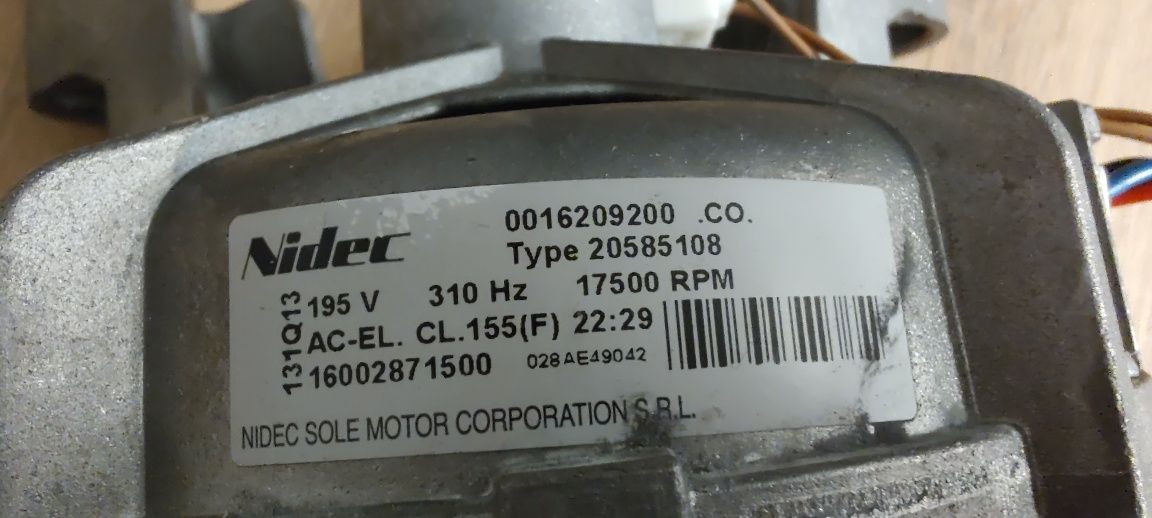 Nidec
0016209200 .CO.
Type 20585108
195 V 310 Hz 17500 RPM
AC-EL. CL.155(F) 22:29
16002871500 028AE49042
131Q13
NIDEC SOLE MOTOR CORPORATION S.R.L.